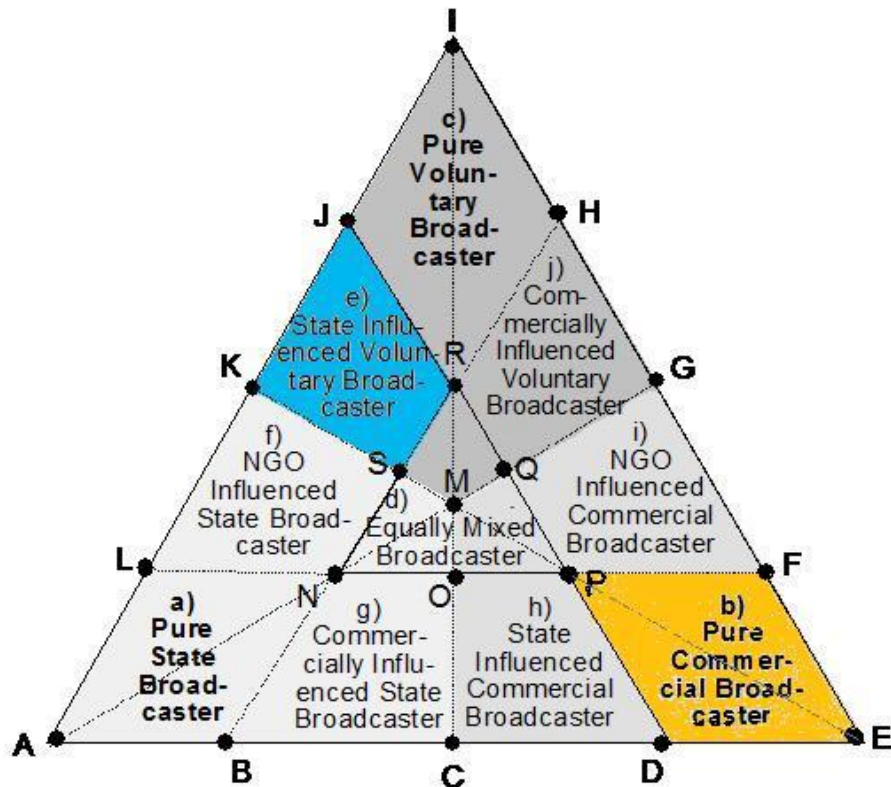 I
c)
Pure
Volun-
tary
Broad-
caster
J
H
e)
State Influ-
enced Volun-
tary Broad-
caster
j)
Com-
mercially
Influenced
Voluntary
Broadcaster
K
R
G
f)
NGO
Influenced
State Broad-
caster
S
M
Q
i)
NGO
Influenced
Commercial
Broadcaster
d)
Equally Mixed
Broadcaster
L
N
O
P
F
a)
Pure
State
Broad-
caster
g)
Commer-
cially Influ-
enced State
Broadcaster
h)
State
Influenced
Commercial
Broadcaster
b)
Pure
Commer-
cial Broad-
caster
A
B
C
D
E